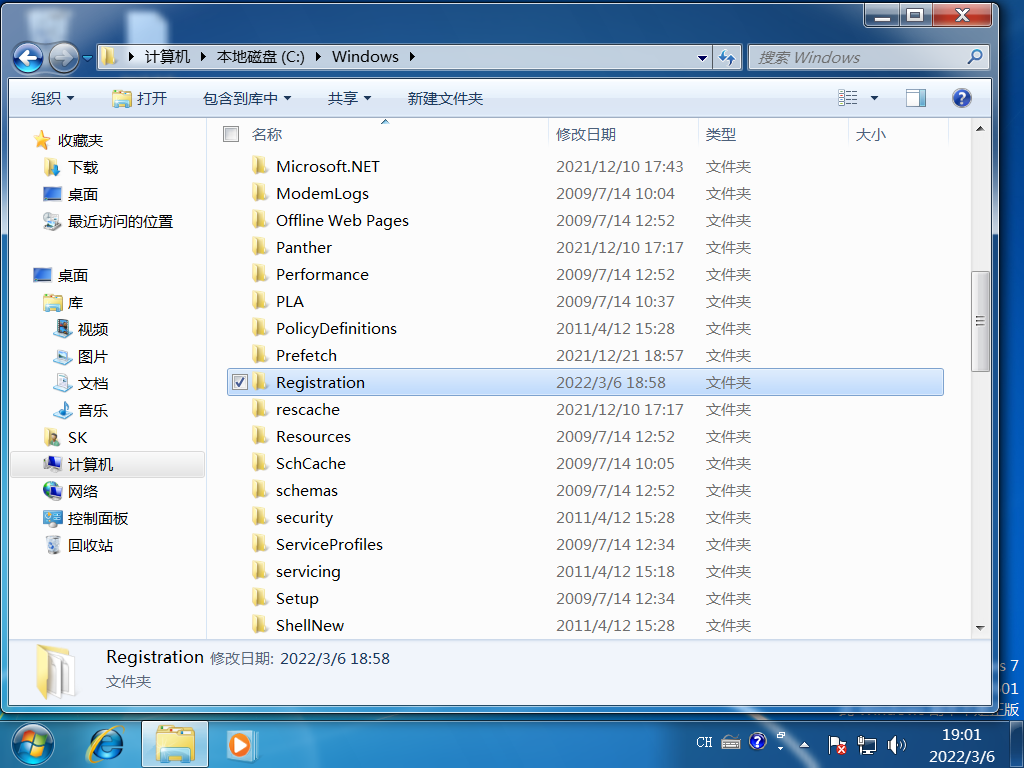 计算机 本地磁盘 (C:) Windows
搜索 Windows
组织 打开 包含到库中 共享 新建文件夹
收藏夹
下载
桌面
最近访问的位置
桌面
库
视频
图片
文档
音乐
SK
计算机
网络
控制面板
回收站
名称 修改日期 类型 大小
Microsoft.NET 2021/12/10 17:43 文件夹
ModemLogs 2009/7/14 10:04 文件夹
Offline Web Pages 2009/7/14 12:52 文件夹
Panther 2021/12/10 17:17 文件夹
Performance 2009/7/14 12:52 文件夹
PLA 2009/7/14 10:37 文件夹
PolicyDefinitions 2011/4/12 15:28 文件夹
Prefetch 2021/12/21 18:57 文件夹
Registration 2022/3/6 18:58 文件夹
rescache 2021/12/10 17:17 文件夹
Resources 2009/7/14 12:52 文件夹
SchCache 2009/7/14 10:05 文件夹
schemas 2009/7/14 12:52 文件夹
security 2011/4/12 15:28 文件夹
ServiceProfiles 2009/7/14 12:34 文件夹
servicing 2011/4/12 15:18 文件夹
Setup 2009/7/14 12:34 文件夹
ShellNew 2011/4/12 15:28 文件夹
Registration 修改日期: 2022/3/6 18:58
文件夹
s 7
01
正版
CH
19:01
2022/3/6